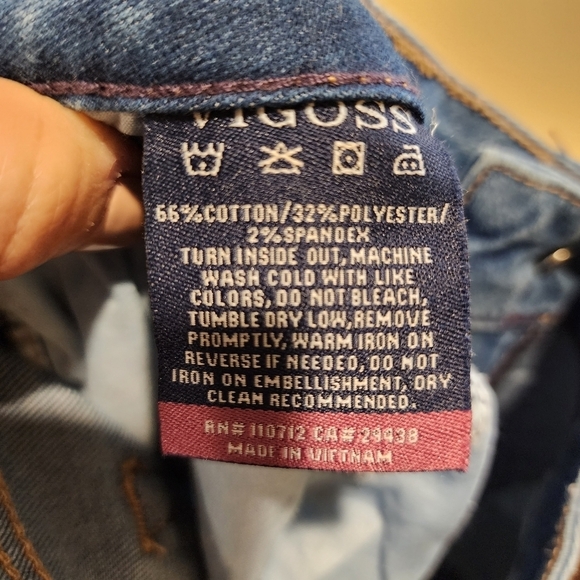 VIGOSS
66%COTTON/32%POLYESTER/
2%SPANDEX
TURN INSIDE OUT, MACHINE
WASH COLD WITH LIKE
COLORS, DO NOT BLEACH,
TUMBLE DRY LOW, REMOVE
PROMPTLY, WARM IRON ON
REVERSE IF NEEDED, DO NOT
IRON ON EMBELLISHMENT, DRY
CLEAN RECOMMENDED.
RN# 110712 CA# 29438
MADE IN VIETNAM